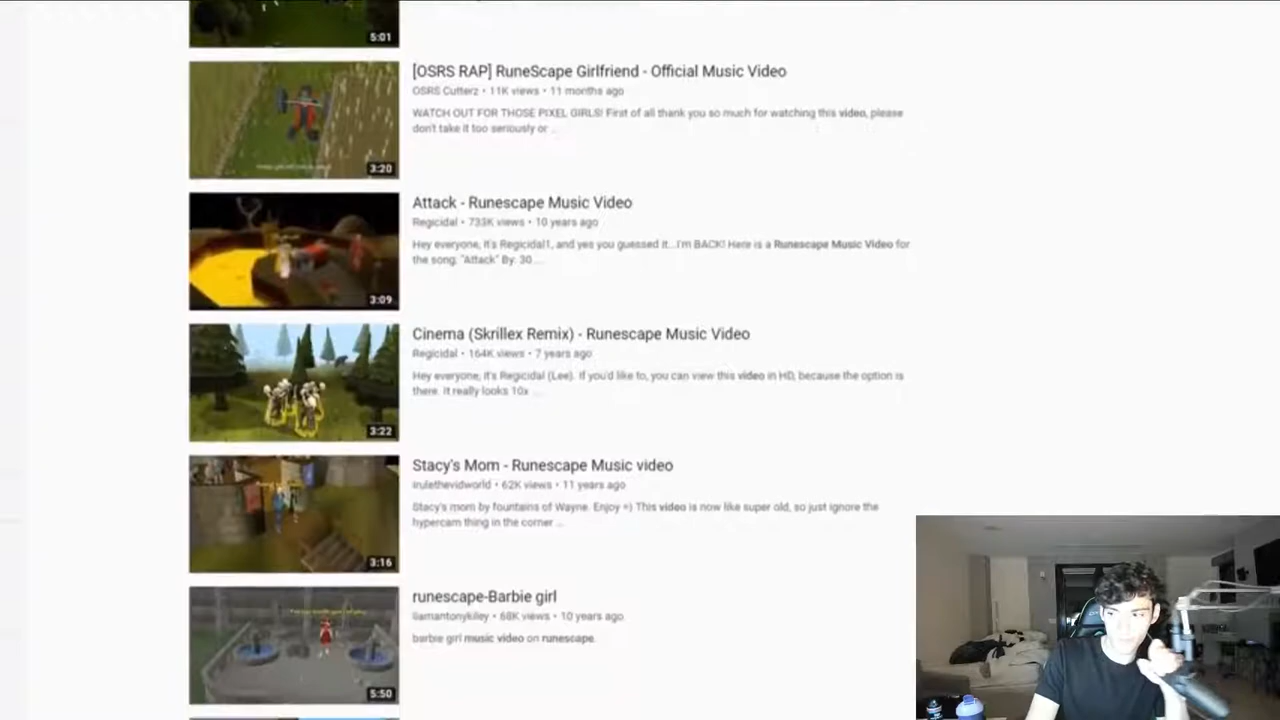 5:01
[OSRS RAP] RuneScape Girlfriend - Official Music Video
OSRS Cutterz • 11K views • 11 months ago
WATCH OUT FOR THOSE PIXEL GIRLS! First of all thank you so much for watching this video, please
don't take it too seriously or ...
3:20
Attack - Runescape Music Video
Regicidal • 733K views • 10 years ago
Hey everyone, it's Regicidal1, and yes you guessed it...I'm BACK! Here is a Runescape Music Video for
the song: "Attack" By: 30 ...
3:09
Cinema (Skrillex Remix) - Runescape Music Video
Regicidal • 164K views • 7 years ago
Hey everyone, it's Regicidal (Lee). If you'd like to, you can view this video in HD, because the option is
there. It really looks 10x ...
3:22
Stacy's Mom - Runescape Music video
irulethevidworld • 62K views • 11 years ago
Stacy's mom by fountains of Wayne. Enjoy =) This video is now like super old, so just ignore the
hypercam thing in the corner ...
3:16
runescape-Barbie girl
liamantonykiley • 68K views • 10 years ago
barbie girl music video on runescape.
5:50